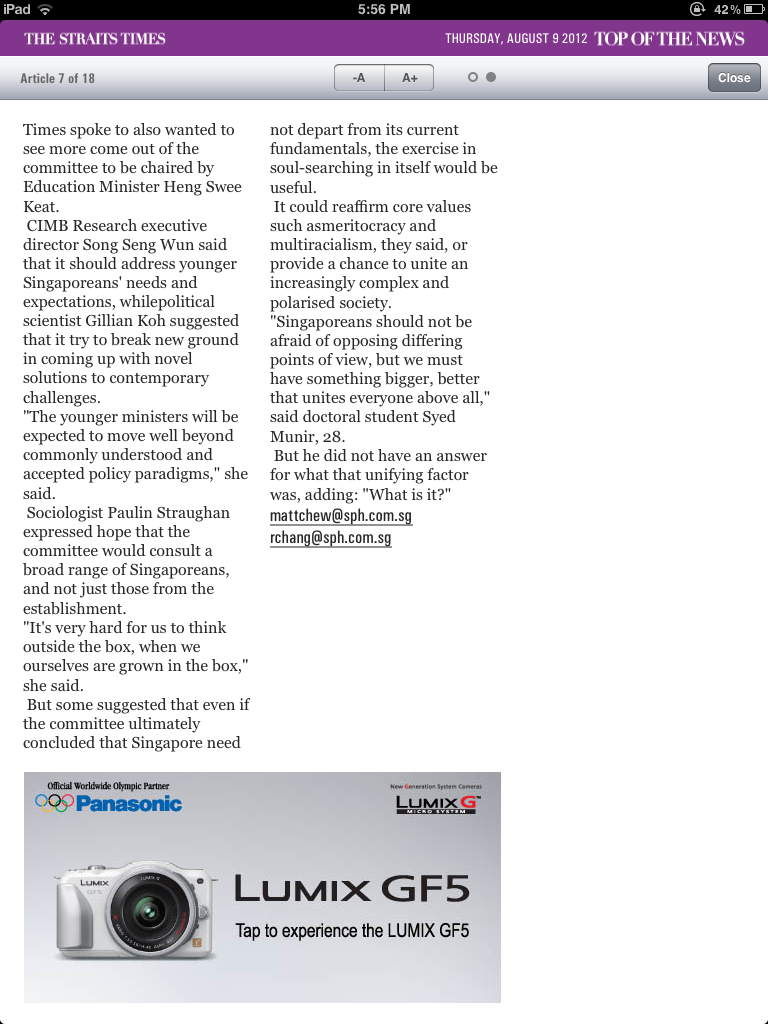 iPad
5:56 PM
42%
THE STRAITS TIMES
THURSDAY, AUGUST 9 2012 TOP OF THE NEWS
Article 7 of 18
-A
A+
Close
Times spoke to also wanted to
see more come out of the
committee to be chaired by
Education Minister Heng Swee
Keat.
CIMB Research executive
director Song Seng Wun said
that it should address younger
Singaporeans' needs and
expectations, whilepolitical
scientist Gillian Koh suggested
that it try to break new ground
in coming up with novel
solutions to contemporary
challenges.
"The younger ministers will be
expected to move well beyond
commonly understood and
accepted policy paradigms," she
said.
Sociologist Paulin Straughan
expressed hope that the
committee would consult a
broad range of Singaporeans,
and not just those from the
establishment.
"It's very hard for us to think
outside the box, when we
ourselves are grown in the box,"
she said.
But some suggested that even if
the committee ultimately
concluded that Singapore need
not depart from its current
fundamentals, the exercise in
soul-searching in itself would be
useful.
It could reaffirm core values
such asmeritocracy and
multiracialism, they said, or
provide a chance to unite an
increasingly complex and
polarised society.
"Singaporeans should not be
afraid of opposing differing
points of view, but we must
have something bigger, better
that unites everyone above all,"
said doctoral student Syed
Munir, 28.
But he did not have an answer
for what that unifying factor
was, adding: "What is it?"
mattchew@sph.com.sg
rchang@sph.com.sg
Official Worldwide Olympic Partner
Panasonic
New-Generation System Cameras
LUMIX G™
MICRO SYSTEM
LUMIX
GF5
LUMIX G
LUMIX GF5
Tap to experience the LUMIX GF5